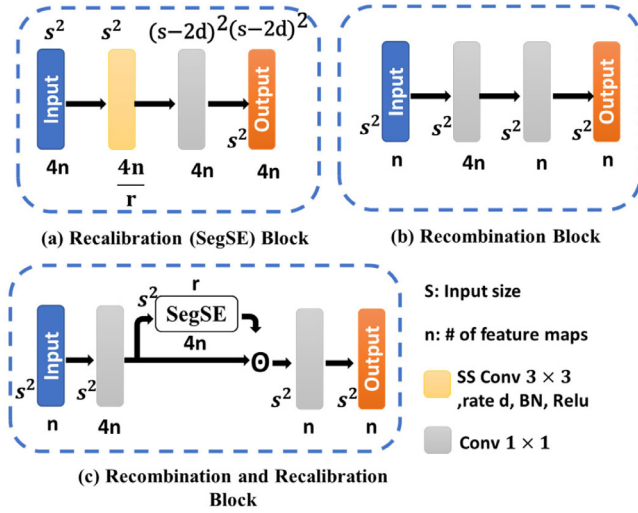 s² s² (s−2d)² (s−2d)²
Input
Output
s²
4n 4n/r 4n 4n
(a) Recalibration (SegSE) Block
Input
Output
s² s² s² s²
n 4n n n
(b) Recombination Block
r
s²
SegSE
4n
Input
ʘ
Output
s² s² s² s²
n 4n n n
(c) Recombination and Recalibration
Block
S: Input size
n: # of feature maps
SS Conv 3 × 3
,rate d, BN, Relu
Conv 1 × 1